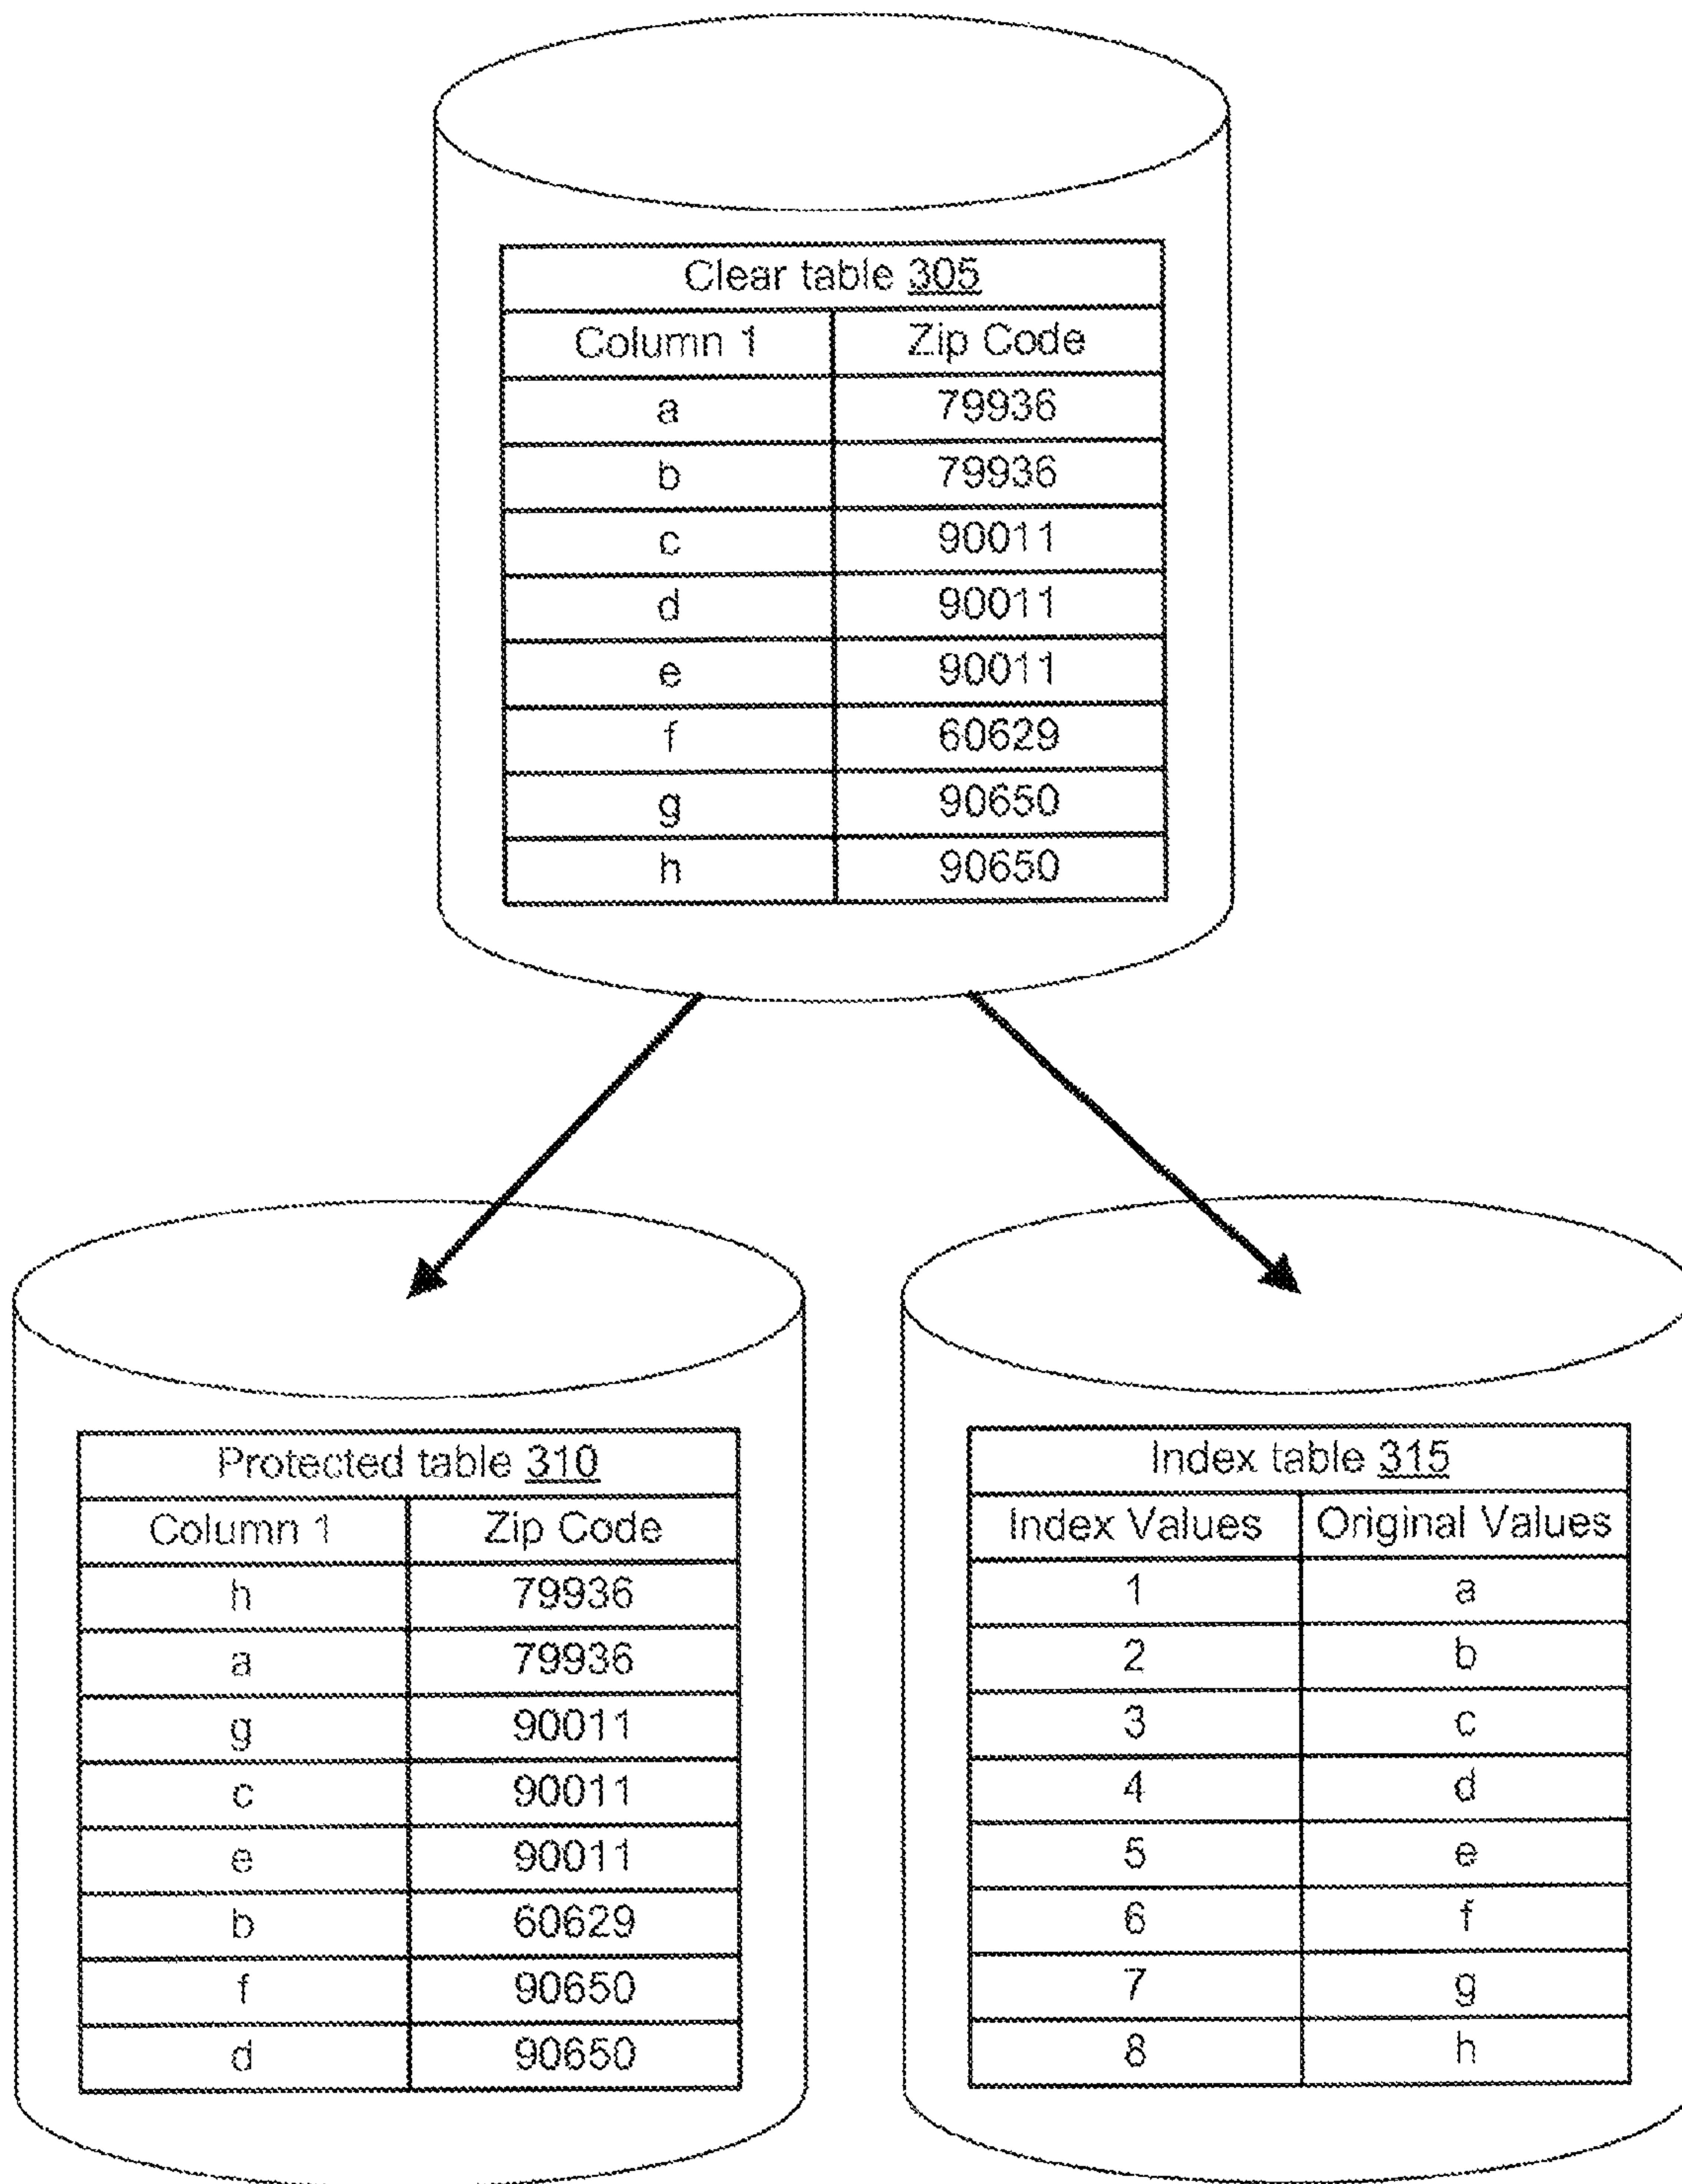 Clear table 305
Column 1 Zip Code
a 79936
b 79936
c 90011
d 90011
e 90011
f 60629
g 90650
h 90650
Protected table 310
Column 1 Zip Code
h 79936
a 79936
g 90011
c 90011
e 90011
b 60629
f 90650
d 90650
Index table 315
Index Values Original Values
1 a
2 b
3 c
4 d
5 e
6 f
7 g
8 h